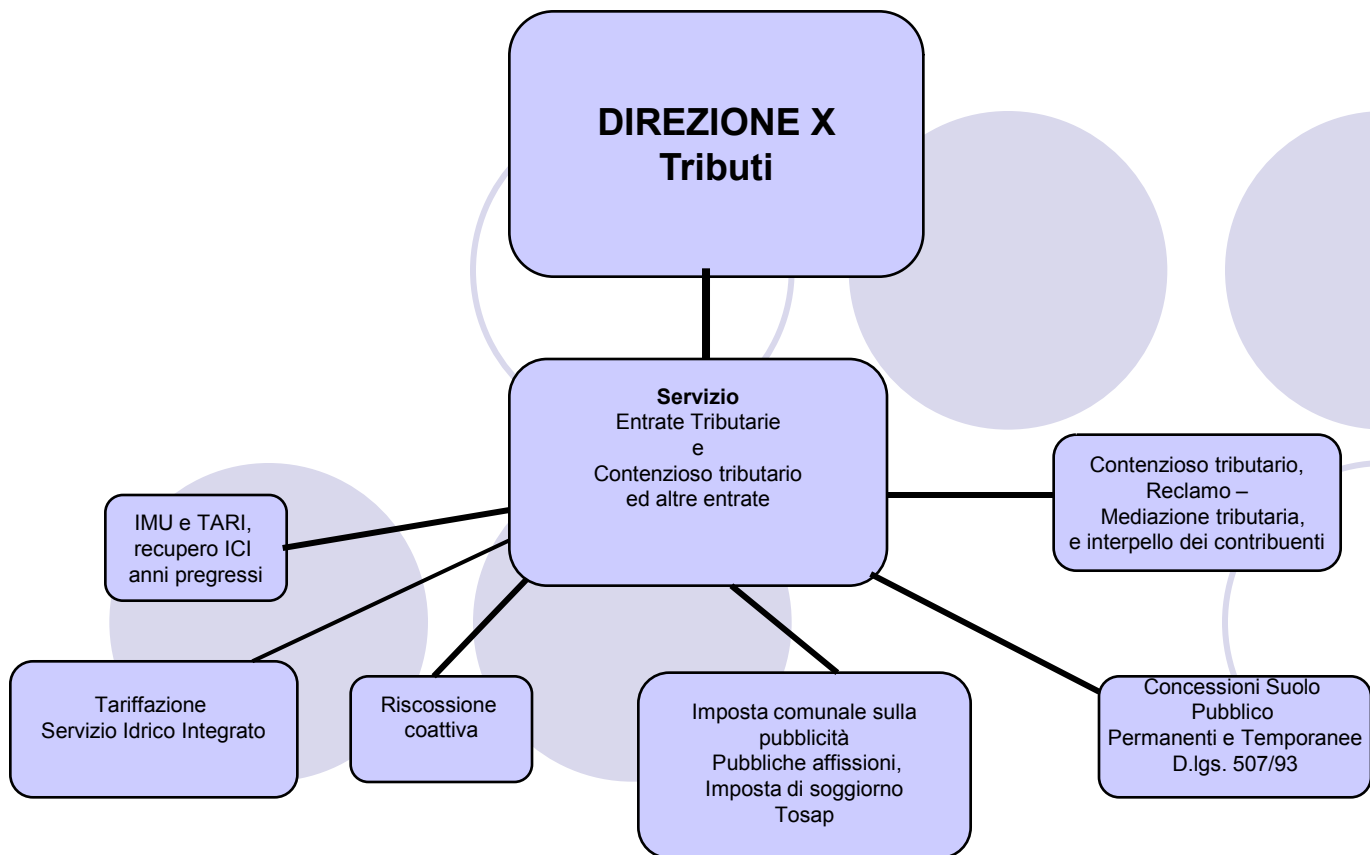 DIREZIONE X
Tributi
Servizio
Entrate Tributarie
e
Contenzioso tributario
ed altre entrate
Contenzioso tributario,
Reclamo –
Mediazione tributaria,
e interpello dei contribuenti
IMU e TARI,
recupero ICI
anni pregressi
Tariffazione
Servizio Idrico Integrato
Riscossione
coattiva
Imposta comunale sulla
pubblicità
Pubbliche affissioni,
Imposta di soggiorno
Tosap
Concessioni Suolo
Pubblico
Permanenti e Temporanee
D.lgs. 507/93